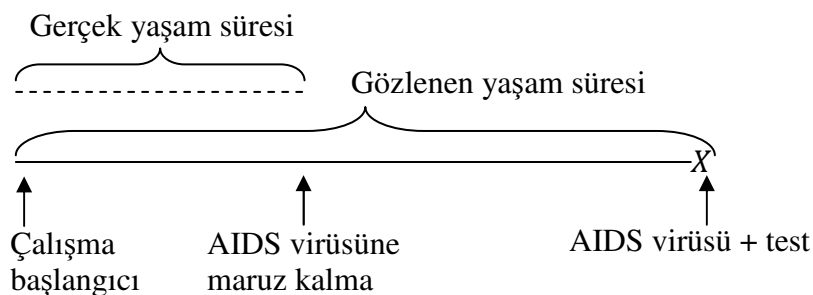 Gerçek yaşam süresi
Gözlenen yaşam süresi
X
Çalışma
başlangıcı
AIDS virüsüne
maruz kalma
AIDS virüsü + test